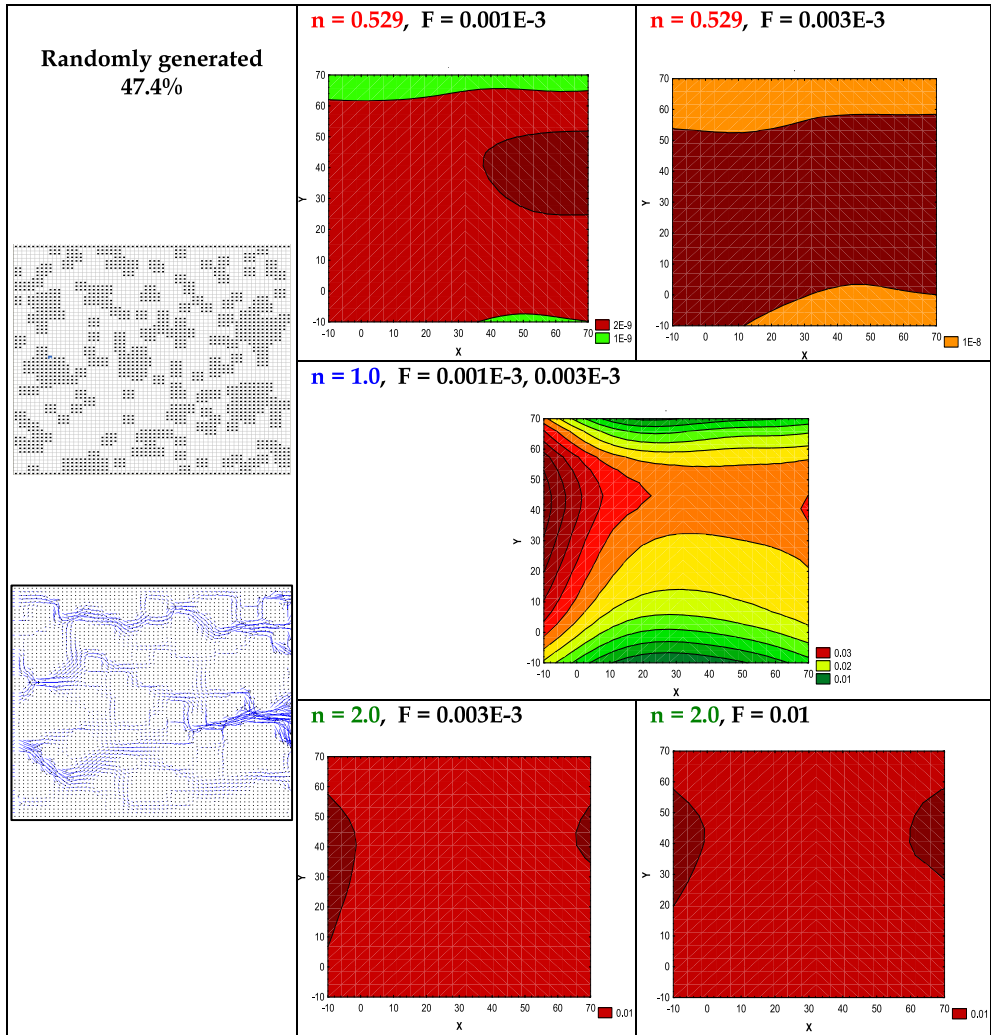 Randomly generated
47.4%
n = 0.529, F = 0.001E-3
70
60
50
40
30
20
10
0
-10
Y
-10 0 10 20 30 40 50 60 70
X
2E-9
1E-9
n = 0.529, F = 0.003E-3
70
60
50
40
30
20
10
0
-10
Y
-10 0 10 20 30 40 50 60 70
X
1E-8
n = 1.0, F = 0.001E-3, 0.003E-3
70
60
50
40
30
20
10
0
-10
Y
-10 0 10 20 30 40 50 60 70
X
0.03
0.02
0.01
n = 2.0, F = 0.003E-3
70
60
50
40
30
20
10
0
-10
Y
-10 0 10 20 30 40 50 60 70
X
0.01
n = 2.0, F = 0.01
70
60
50
40
30
20
10
0
-10
Y
-10 0 10 20 30 40 50 60 70
X
0.01